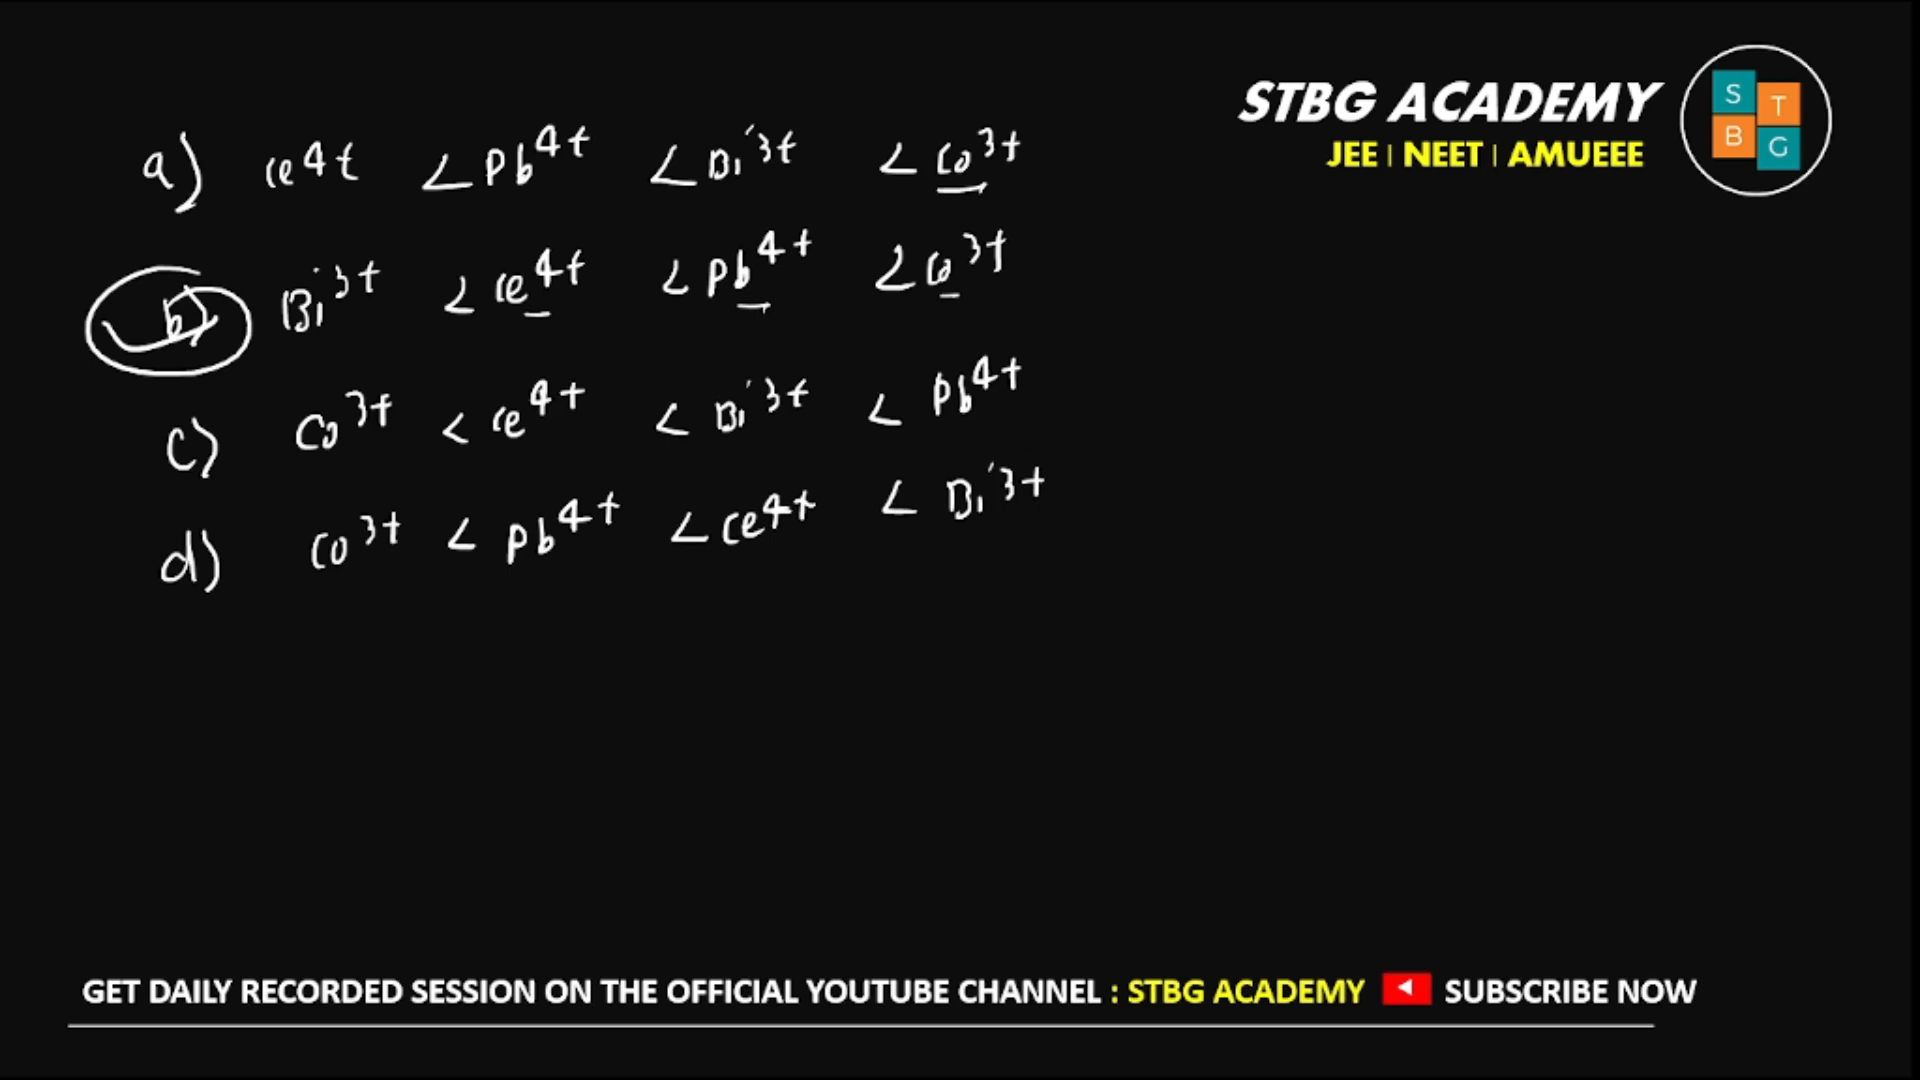 STBG ACADEMY
JEE | NEET | AMUEEE
S T B G
a) Ce⁴⁺ < Pb⁴⁺ < Bi³⁺ < Co³⁺
b) Bi³⁺ < Ce⁴⁺ < Pb⁴⁺ < Co³⁺
c) Co³⁺ < Ce⁴⁺ < Bi³⁺ < Pb⁴⁺
d) Co³⁺ < Pb⁴⁺ < Ce⁴⁺ < Bi³⁺
GET DAILY RECORDED SESSION ON THE OFFICIAL YOUTUBE CHANNEL : STBG ACADEMY SUBSCRIBE NOW